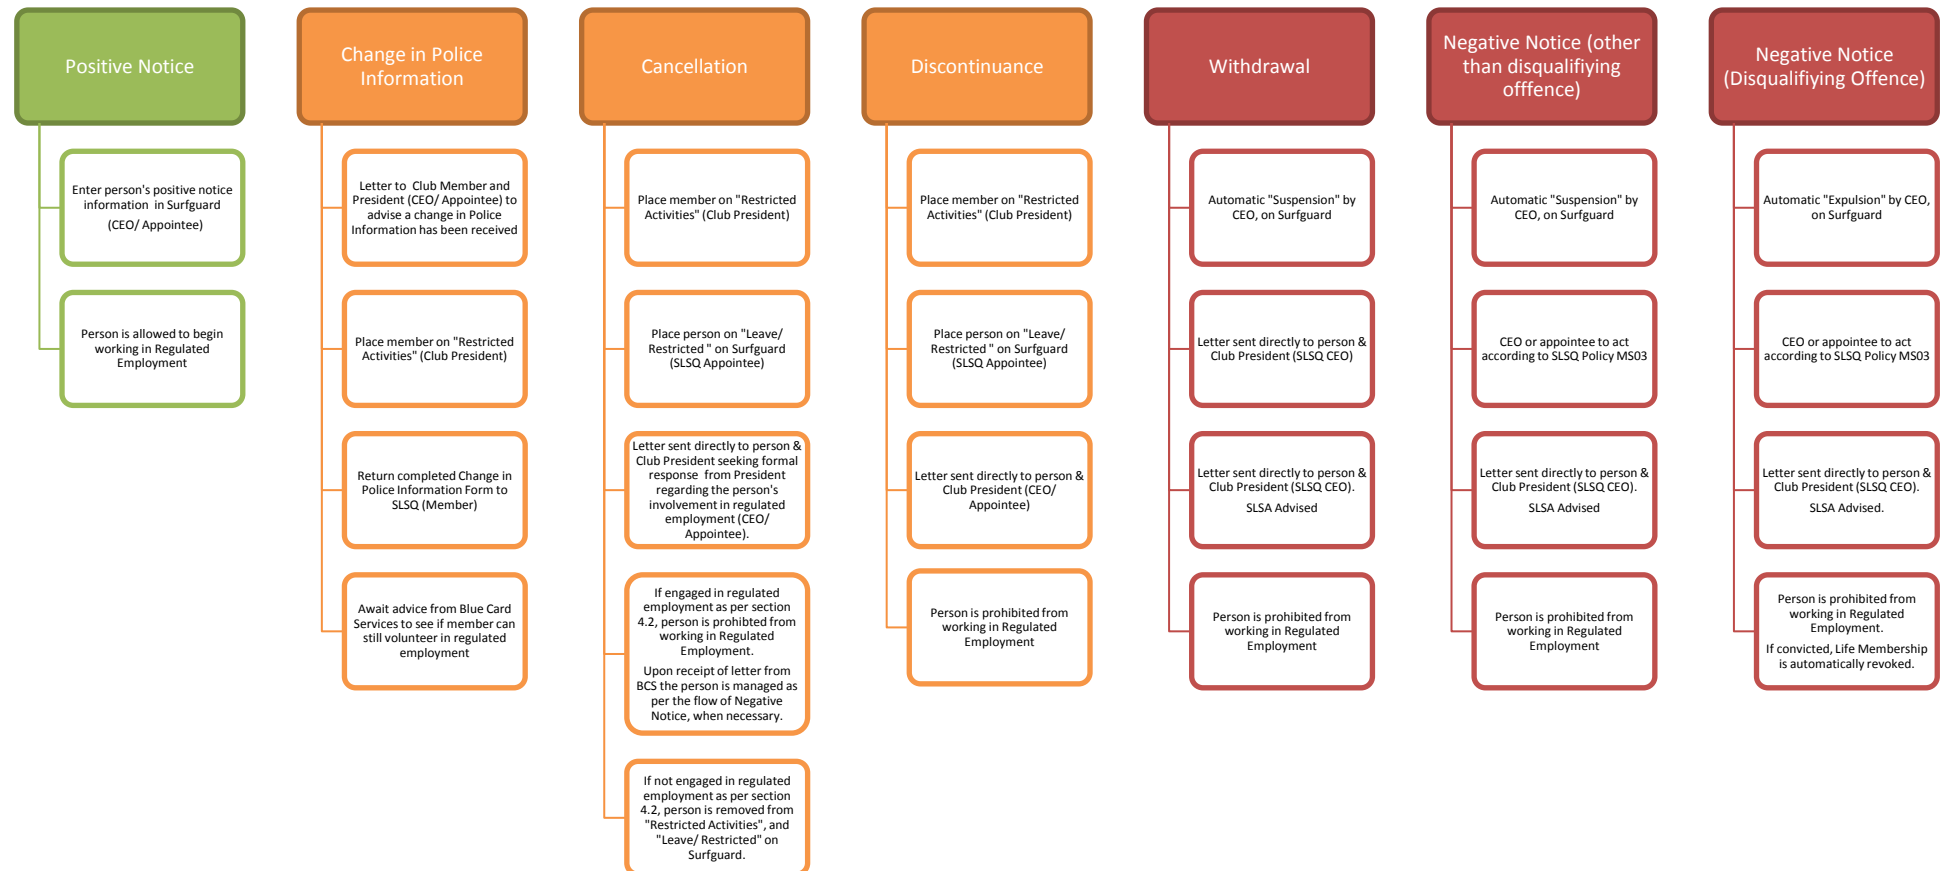 Positive Notice
Enter person's positive notice
information in Surfguard
(CEO/ Appointee)
Person is allowed to begin
working in Regulated
Employment
Change in Police
Information
Letter to Club Member and
President (CEO/ Appointee) to
advise a change in Police
Information has been received
Place member on "Restricted
Activities" (Club President)
Return completed Change in
Police Information Form to
SLSQ (Member)
Await advice from Blue Card
Services to see if member can
still volunteer in regulated
employment
Cancellation
Place member on "Restricted
Activities" (Club President)
Place person on "Leave/
Restricted " on Surfguard
(SLSQ Appointee)
Letter sent directly to person &
Club President seeking formal
response from President
regarding the person's
involvement in regulated
employment (CEO/
Appointee).
If engaged in regulated
employment as per section
4.2, person is prohibted from
working in Regulated
Employment.
Upon receipt of letter from
BCS the person is managed as
per the flow of Negative
Notice, when necessary.
If not engaged in regulated
employment as per section
4.2, person is removed from
"Restricted Activities", and
"Leave/ Restricted" on
Surfguard.
Discontinuance
Place member on "Restricted
Activities" (Club President)
Place person on "Leave/
Restricted " on Surfguard
(SLSQ Appointee)
Letter sent directly to person &
Club President (CEO/
Appointee)
Person is prohibited from
working in Regulated
Employment
Withdrawal
Automatic "Suspension" by
CEO, on Surfguard
Letter sent directly to person &
Club President (SLSQ CEO)
Letter sent directly to person &
Club President (SLSQ CEO).
SLSA Advised
Person is prohibited from
working in Regulated
Employment
Negative Notice (other
than disqualifiying
offfence)
Automatic "Suspension" by
CEO, on Surfguard
CEO or appointee to act
according to SLSQ Policy MS03
Letter sent directly to person &
Club President (SLSQ CEO).
SLSA Advised
Person is prohibited from
working in Regulated
Employment
Negative Notice
(Disqualifiying Offence)
Automatic "Expulsion" by CEO,
on Surfguard
CEO or appointee to act
according to SLSQ Policy MS03
Letter sent directly to person &
Club President (SLSQ CEO).
SLSA Advised.
Person is prohibited from
working in Regulated
Employment.
If convicted, Life Membership
is automatically revoked.